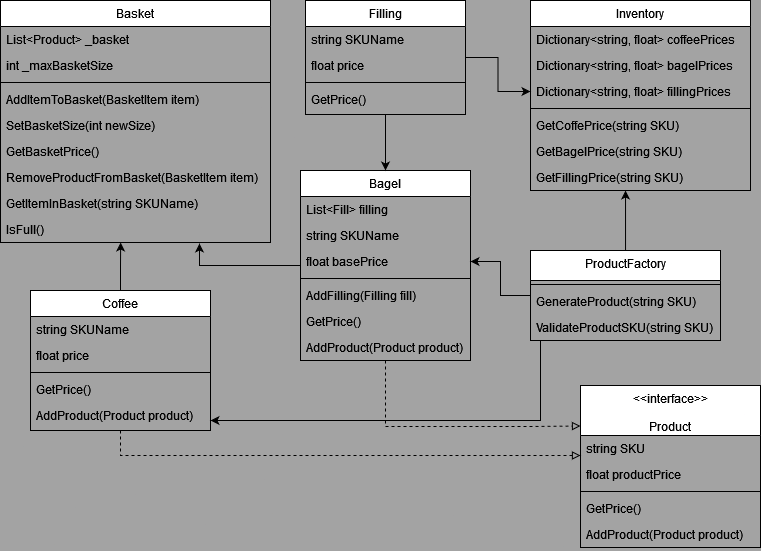 Basket
List<Product> _basket
int _maxBasketSize
AddItemToBasket(BasketItem item)
SetBasketSize(int newSize)
GetBasketPrice()
RemoveProductFromBasket(BasketItem item)
GetItemInBasket(string SKUName)
IsFull()
Filling
string SKUName
float price
GetPrice()
Inventory
Dictionary<string, float> coffeePrices
Dictionary<string, float> bagelPrices
Dictionary<string, float> fillingPrices
GetCoffePrice(string SKU)
GetBagelPrice(string SKU)
GetFillingPrice(string SKU)
Bagel
List<Fill> filling
string SKUName
float basePrice
AddFilling(Filling fill)
GetPrice()
AddProduct(Product product)
ProductFactory
GenerateProduct(string SKU)
ValidateProductSKU(string SKU)
Coffee
string SKUName
float price
GetPrice()
AddProduct(Product product)
<<interface>>
Product
string SKU
float productPrice
GetPrice()
AddProduct(Product product)